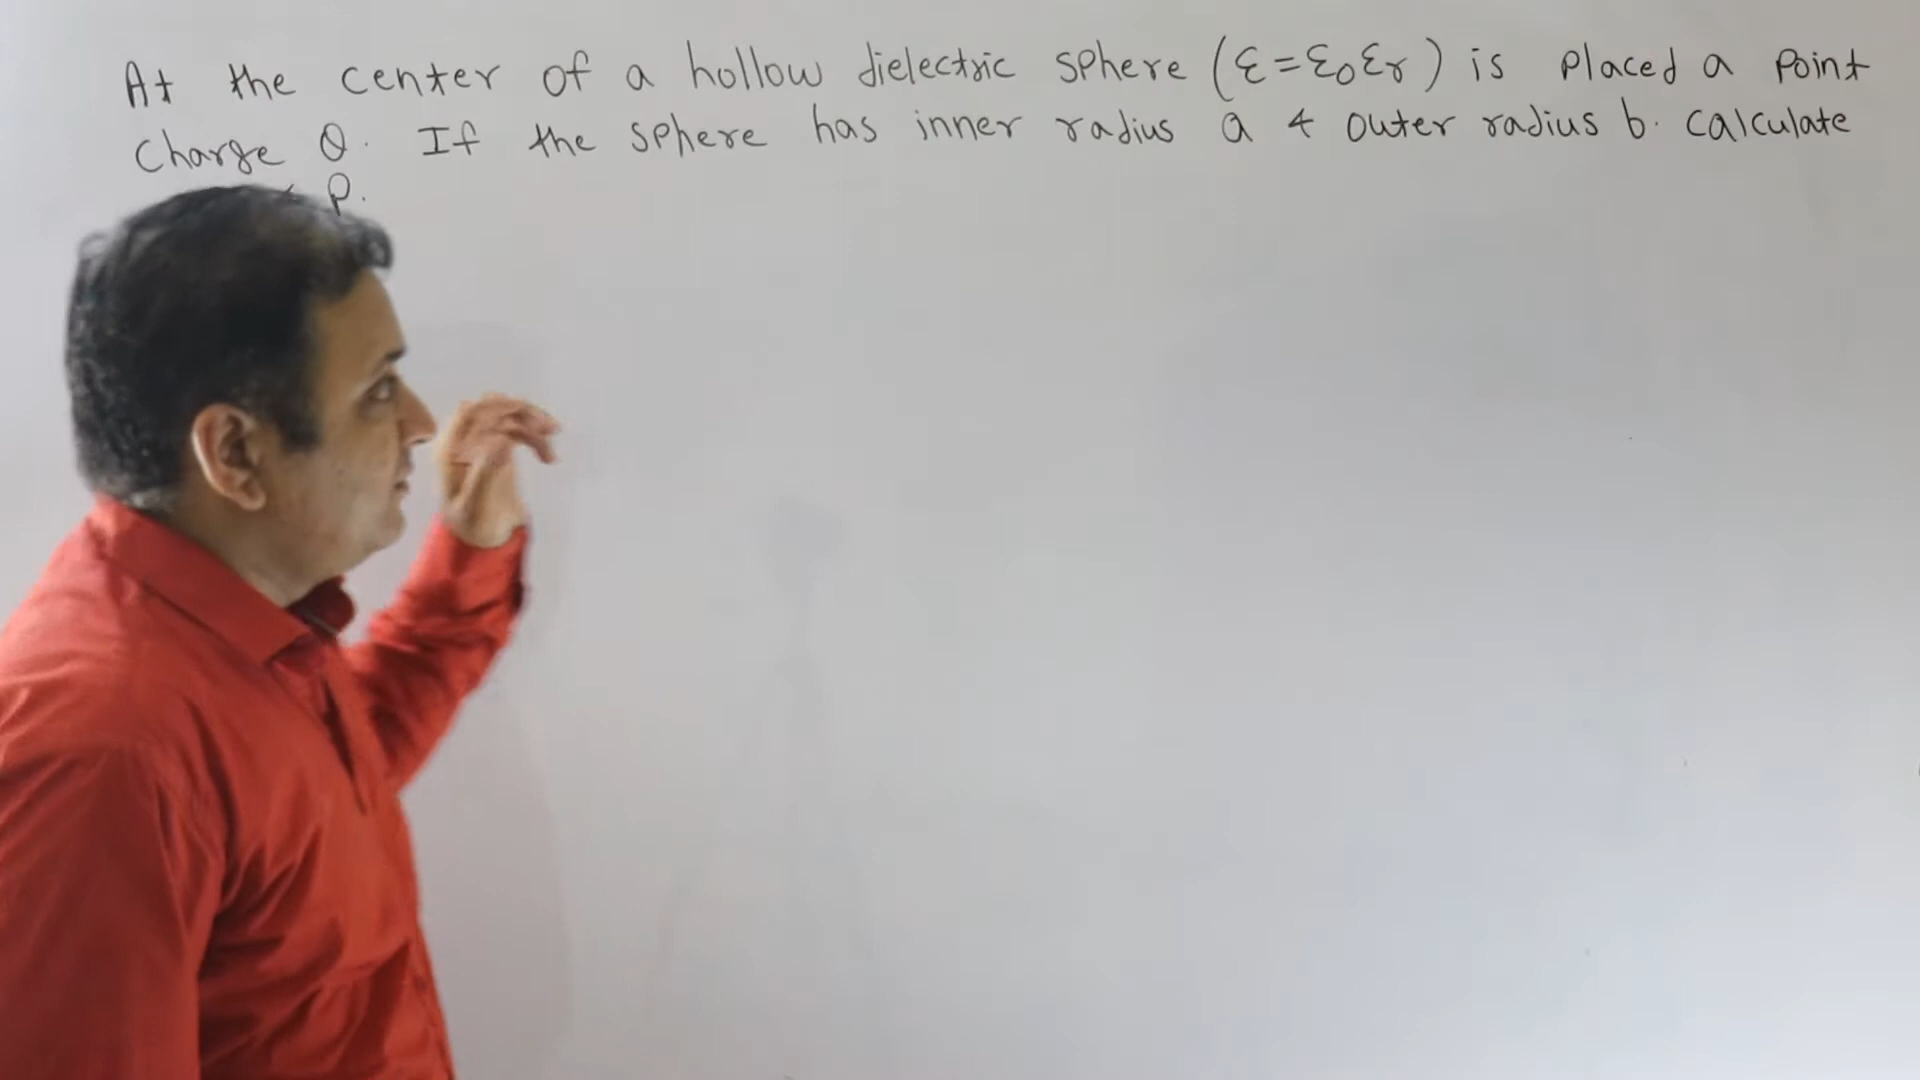 At the center of a hollow dielectric sphere (ε=ε₀εᵣ) is placed a point
charge Q. If the sphere has inner radius a & outer radius b. calculate
P.